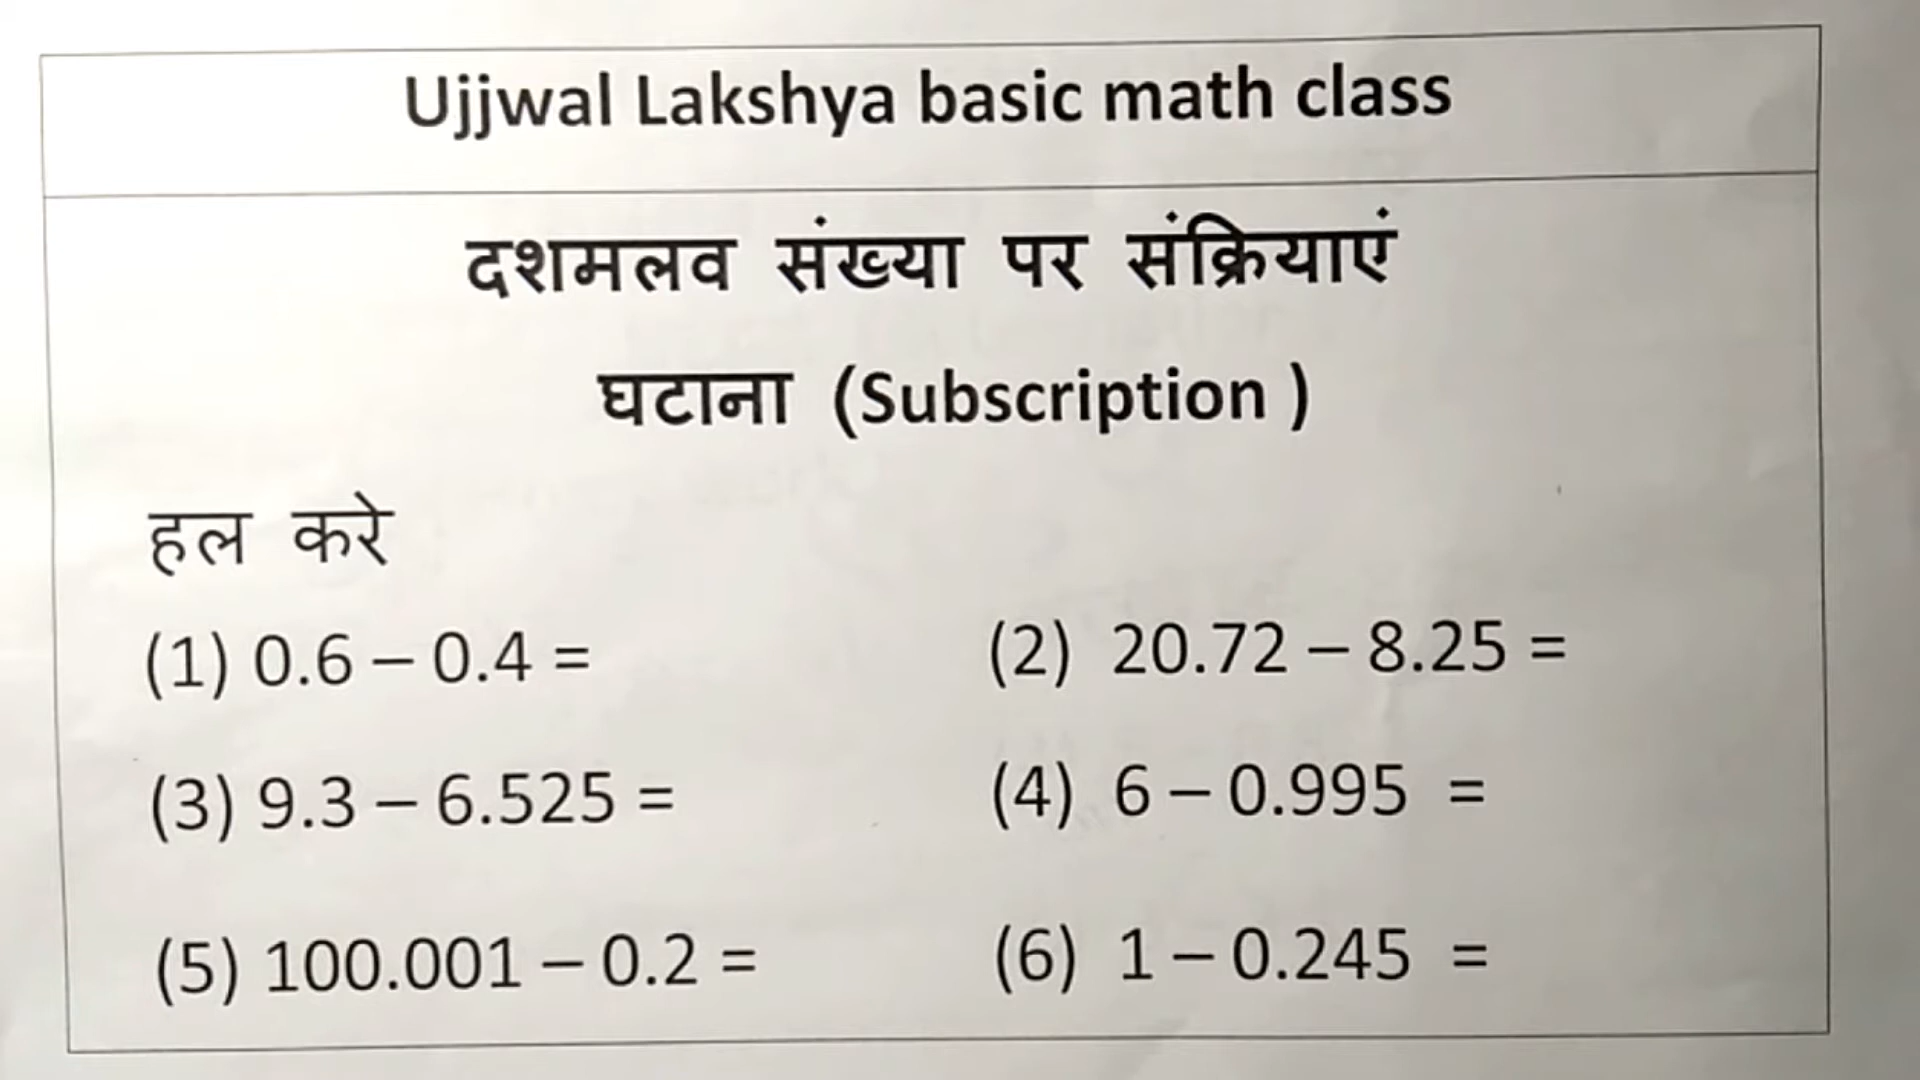 Ujjwal Lakshya basic math class
दशमलव संख्या पर संक्रियाएं
घटाना (Subscription )
हल करे
(1) 0.6 – 0.4 =
(2) 20.72 – 8.25 =
(3) 9.3 – 6.525 =
(4) 6 – 0.995 =
(5) 100.001 – 0.2 =
(6) 1 – 0.245 =